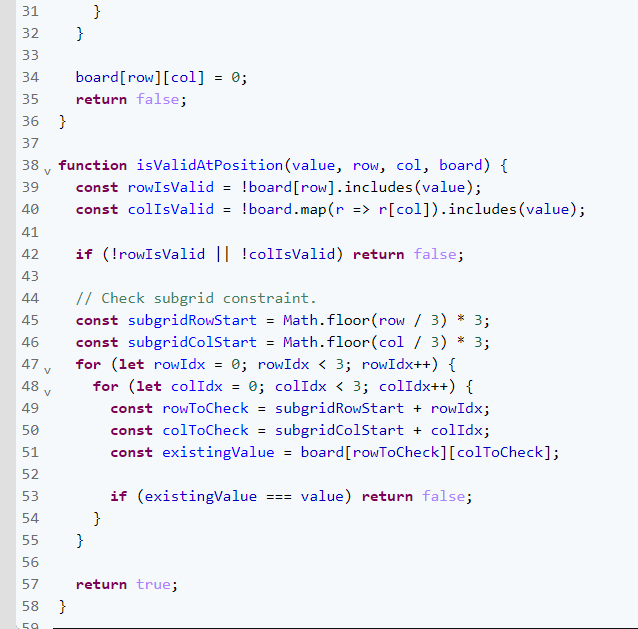 31         }
32       }
33
34       board[row][col] = 0;
35       return false;
36     }
37
38 v function isValidAtPosition(value, row, col, board) {
39       const rowIsValid = !board[row].includes(value);
40       const colIsValid = !board.map(r => r[col]).includes(value);
41
42       if (!rowIsValid || !colIsValid) return false;
43
44       // Check subgrid constraint.
45       const subgridRowStart = Math.floor(row / 3) * 3;
46       const subgridColStart = Math.floor(col / 3) * 3;
47 v     for (let rowIdx = 0; rowIdx < 3; rowIdx++) {
48 v       for (let colIdx = 0; colIdx < 3; colIdx++) {
49           const rowToCheck = subgridRowStart + rowIdx;
50           const colToCheck = subgridColStart + colIdx;
51           const existingValue = board[rowToCheck][colToCheck];
52
53           if (existingValue === value) return false;
54         }
55       }
56
57       return true;
58     }
59